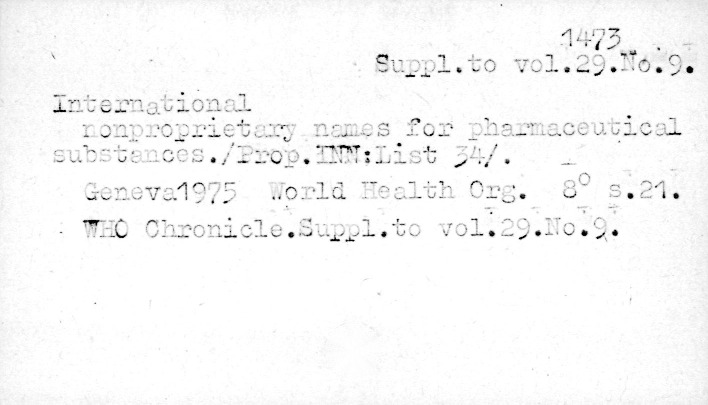 1473
Suppl.to vol.29.No.9.
International
nonproprietary names for pharmaceutical
substances./Prop.INN:List 34/.
Geneva1975 World Health Org. 8° s.21.
WHO Chronicle.Suppl.to vol.29.No.9.